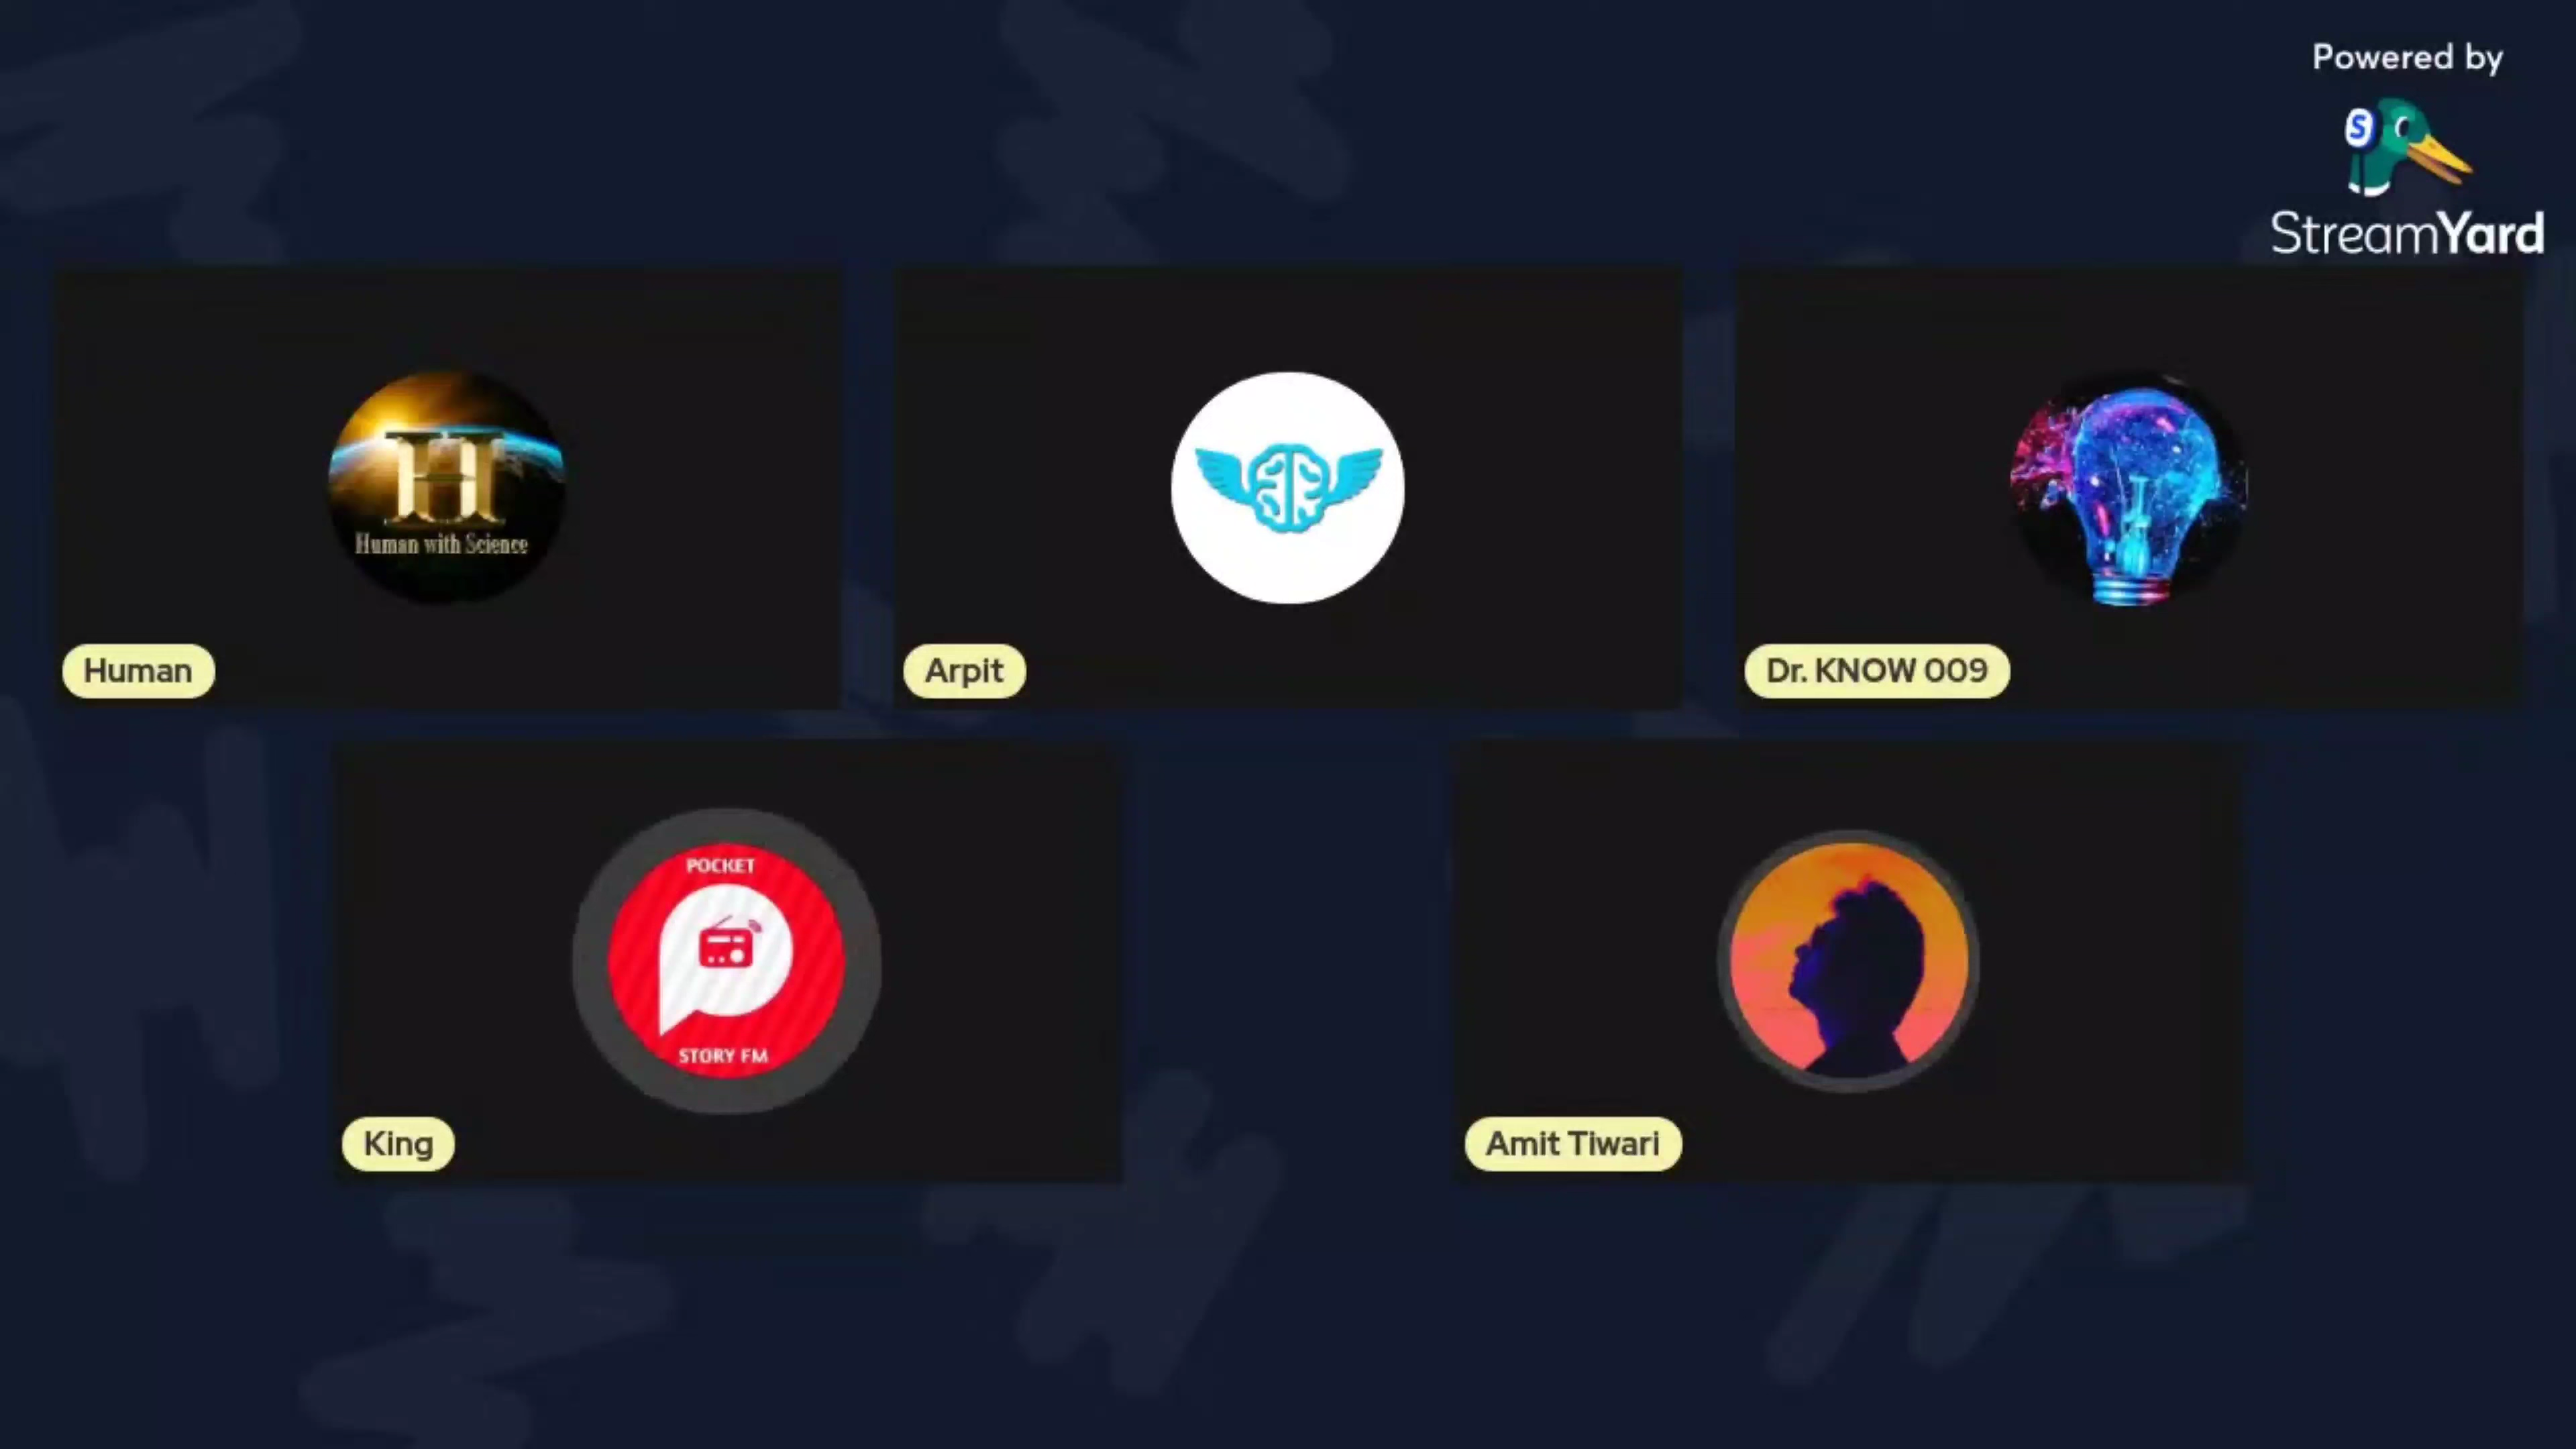 Powered by
S
StreamYard
H
Human with Science
Human
Arpit
Dr. KNOW 009
POCKET
STORY FM
King
Amit Tiwari